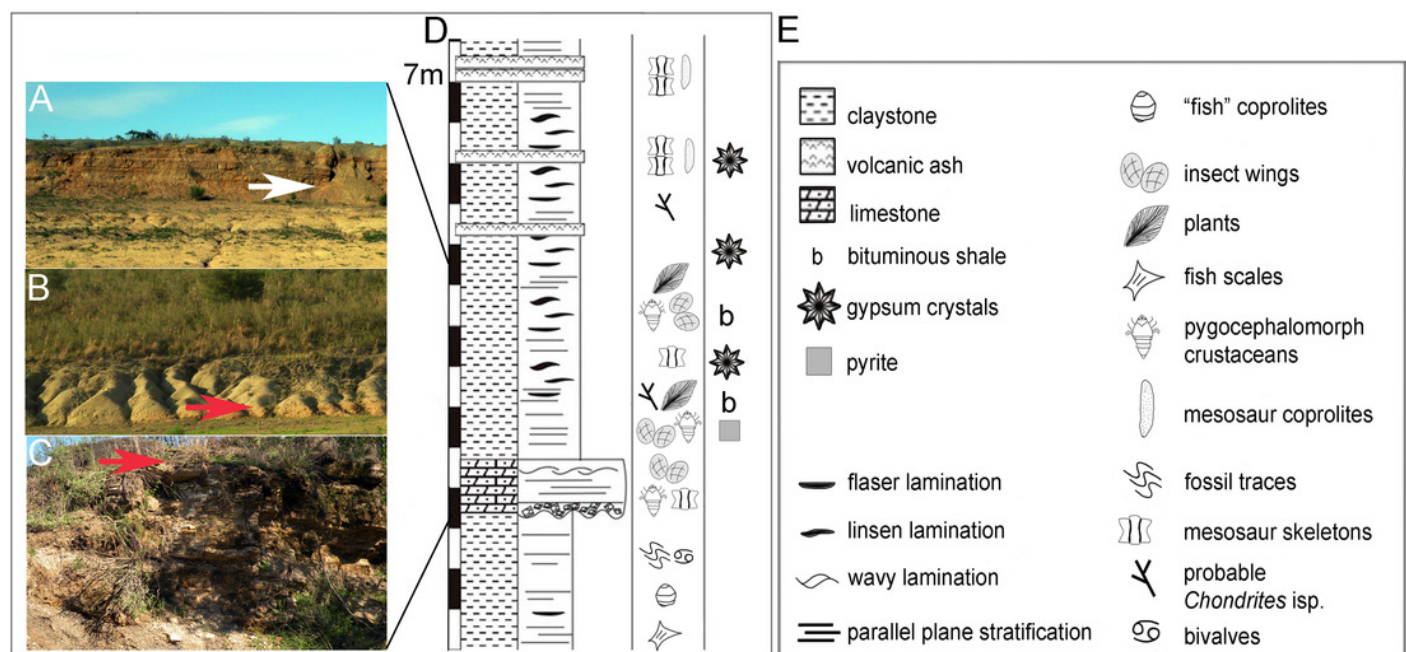 A
B
C
D
7m
b
b
E
claystone
volcanic ash
limestone
b bituminous shale
gypsum crystals
pyrite
flaser lamination
linsen lamination
wavy lamination
parallel plane stratification
“fish” coprolites
insect wings
plants
fish scales
pygocephalomorph
crustaceans
mesosaur coprolites
fossil traces
mesosaur skeletons
probable
Chondrites isp.
bivalves